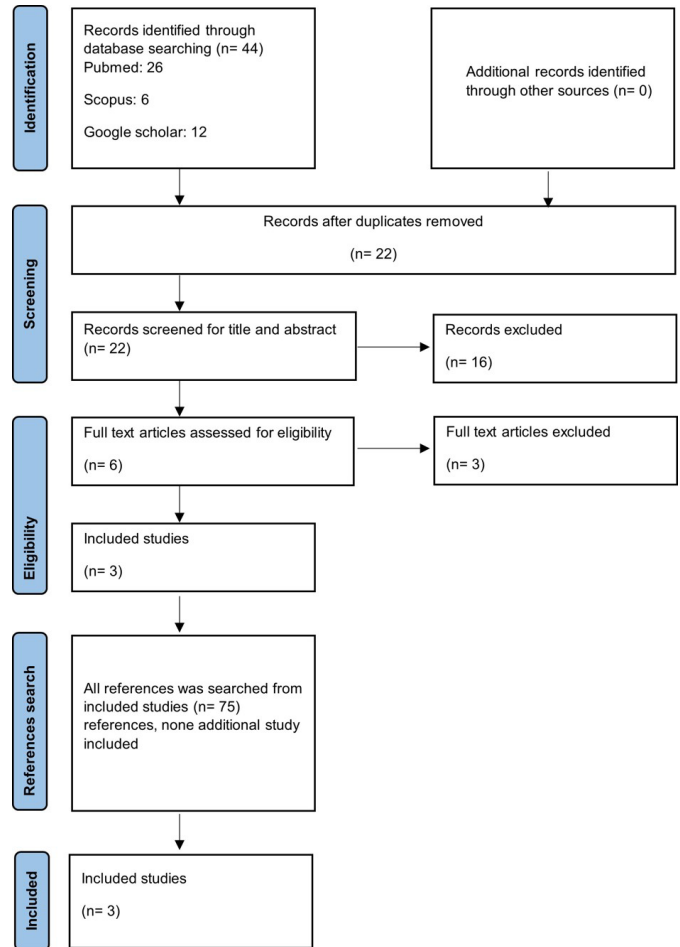 Identification
Records identified through
database searching (n= 44)
Pubmed: 26
Scopus: 6
Google scholar: 12
Additional records identified
through other sources (n= 0)
Screening
Records after duplicates removed
(n= 22)
Records screened for title and abstract
(n= 22)
Records excluded
(n= 16)
Eligibility
Full text articles assessed for eligibility
(n= 6)
Full text articles excluded
(n= 3)
Included studies
(n= 3)
References search
All references was searched from
included studies (n= 75)
references, none additional study
included
Included
Included studies
(n= 3)